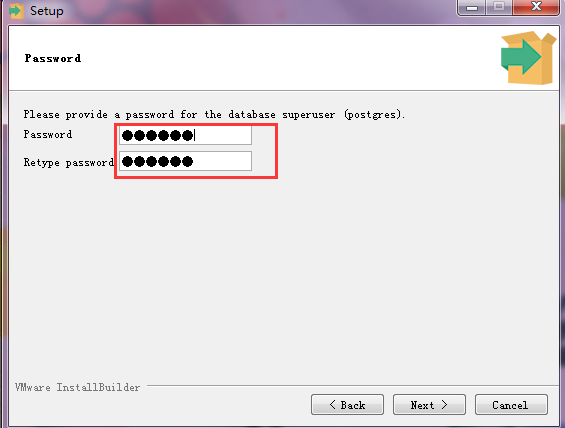 Setup
Password
Please provide a password for the database superuser (postgres).
Password ●●●●●●
Retype password ●●●●●●
VMware InstallBuilder
< Back Next > Cancel